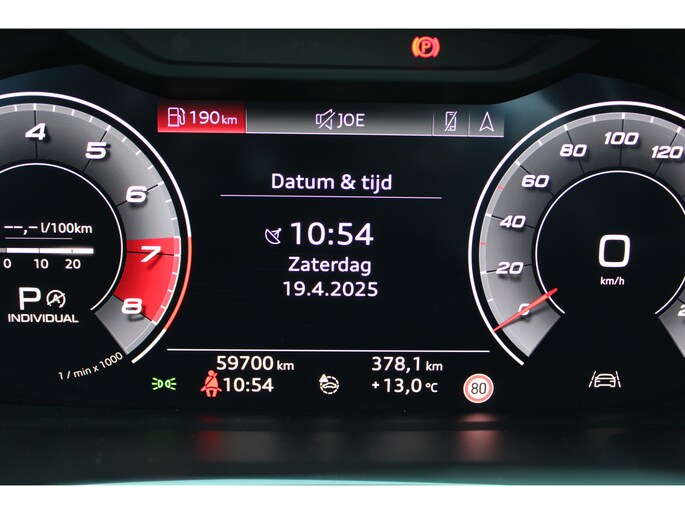 P
190 km JOE
4 5 6 7 8
--,- l/100km
0 10 20
P A
INDIVIDUAL
1 / min x 1000
Datum & tijd
10:54
Zaterdag
19.4.2025
59700 km 378,1 km
10:54 +13,0 °C
80
0 20 40 60 80 100 120
0
km/h